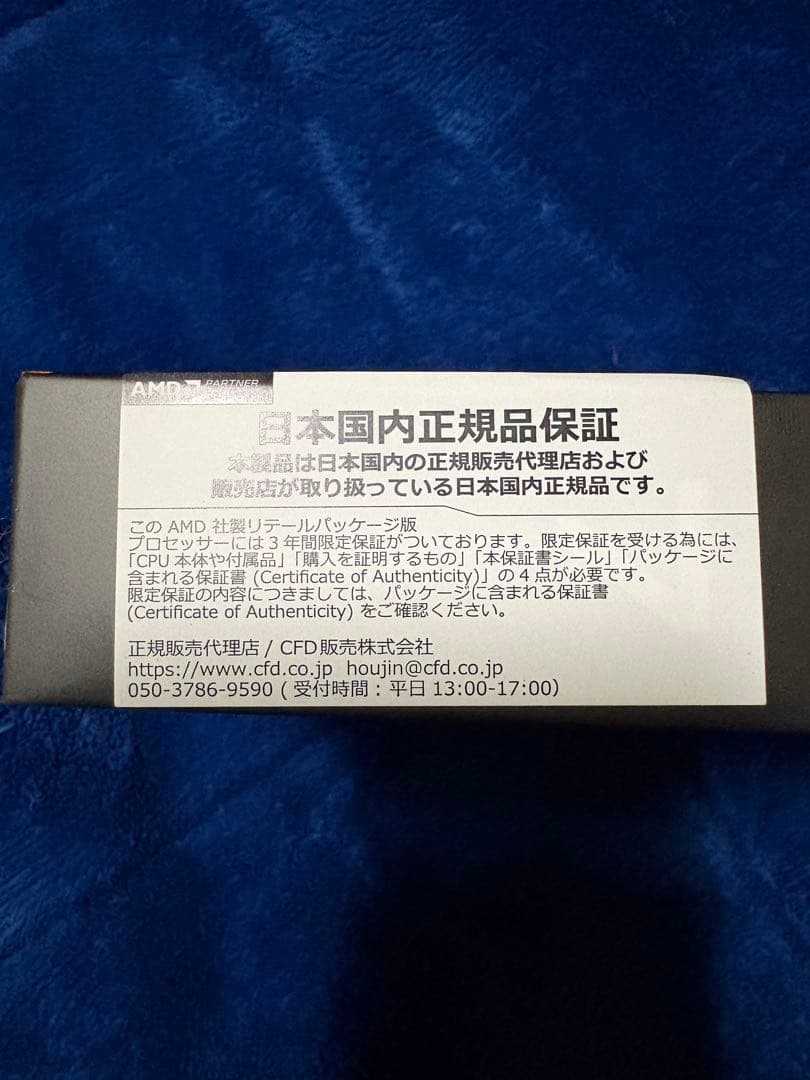 AMD PARTNER
日本国内正規品保証
本製品は日本国内の正規販売代理店および
販売店が取り扱っている日本国内正規品です。
この AMD 社製リテールパッケージ版
プロセッサーには3年間限定保証がついております。限定保証を受ける為には、
「CPU 本体や付属品」「購入を証明するもの」「本保証書シール」「パッケージに
含まれる保証書 (Certificate of Authenticity)」の4点が必要です。
限定保証の内容につきましては、パッケージに含まれる保証書
(Certificate of Authenticity) をご確認ください。
正規販売代理店 / CFD販売株式会社
https://www.cfd.co.jp houjin@cfd.co.jp
050-3786-9590 ( 受付時間 : 平日 13:00-17:00)